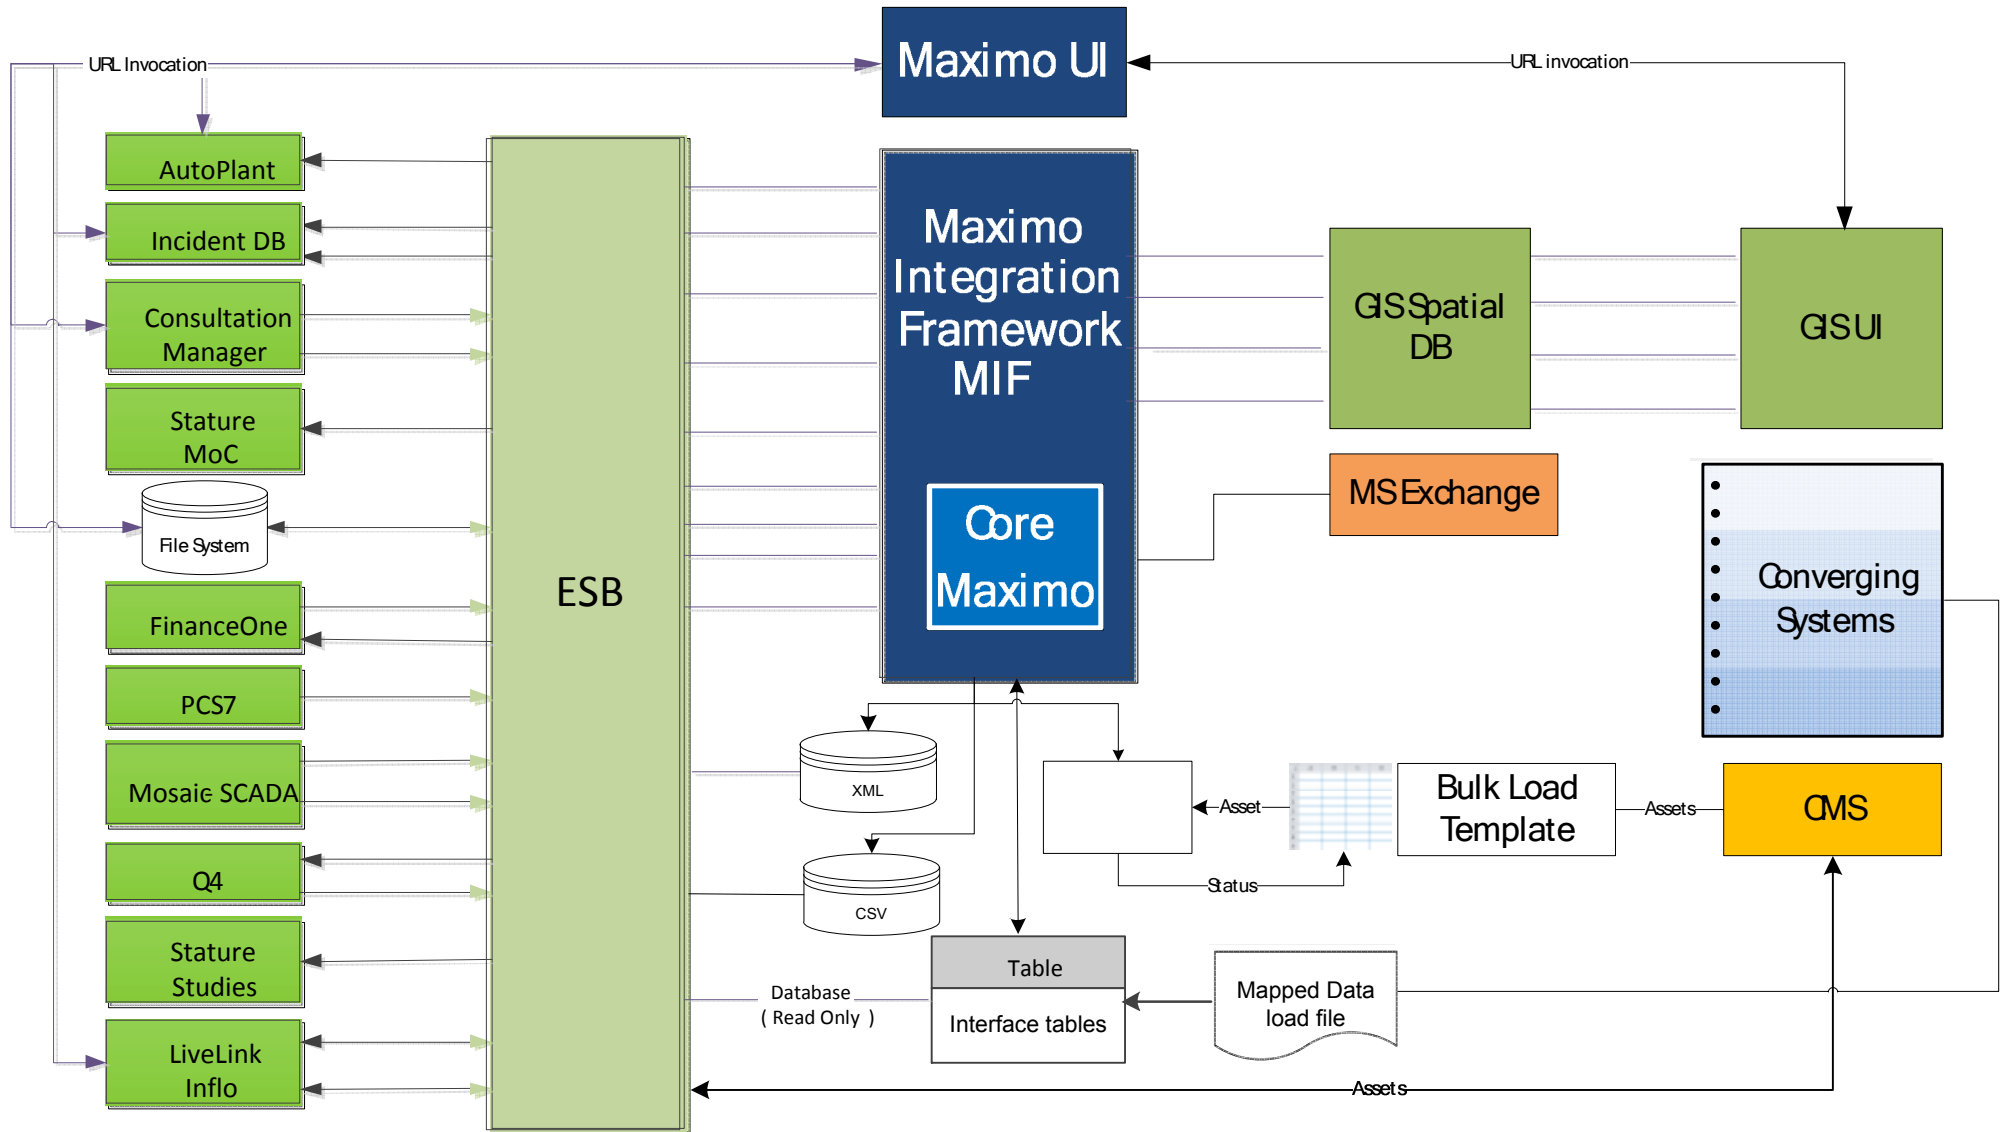 Maximo UI
URL Invocation
URL invocation
AutoPlant
Incident DB
Consultation
Manager
Stature
MoC
File System
FinanceOne
PCS7
Mosaic SCADA
Q4
Stature
Studies
LiveLink
Inflo
ESB
Maximo
Integration
Framework
MIF
Core
Maximo
GIS Spatial
DB
GIS UI
MS Exchange
Converging
Systems
XML
CSV
Asset
Status
Bulk Load
Template
Assets
CMS
Database
( Read Only )
Table
Interface tables
Mapped Data
load file
Assets